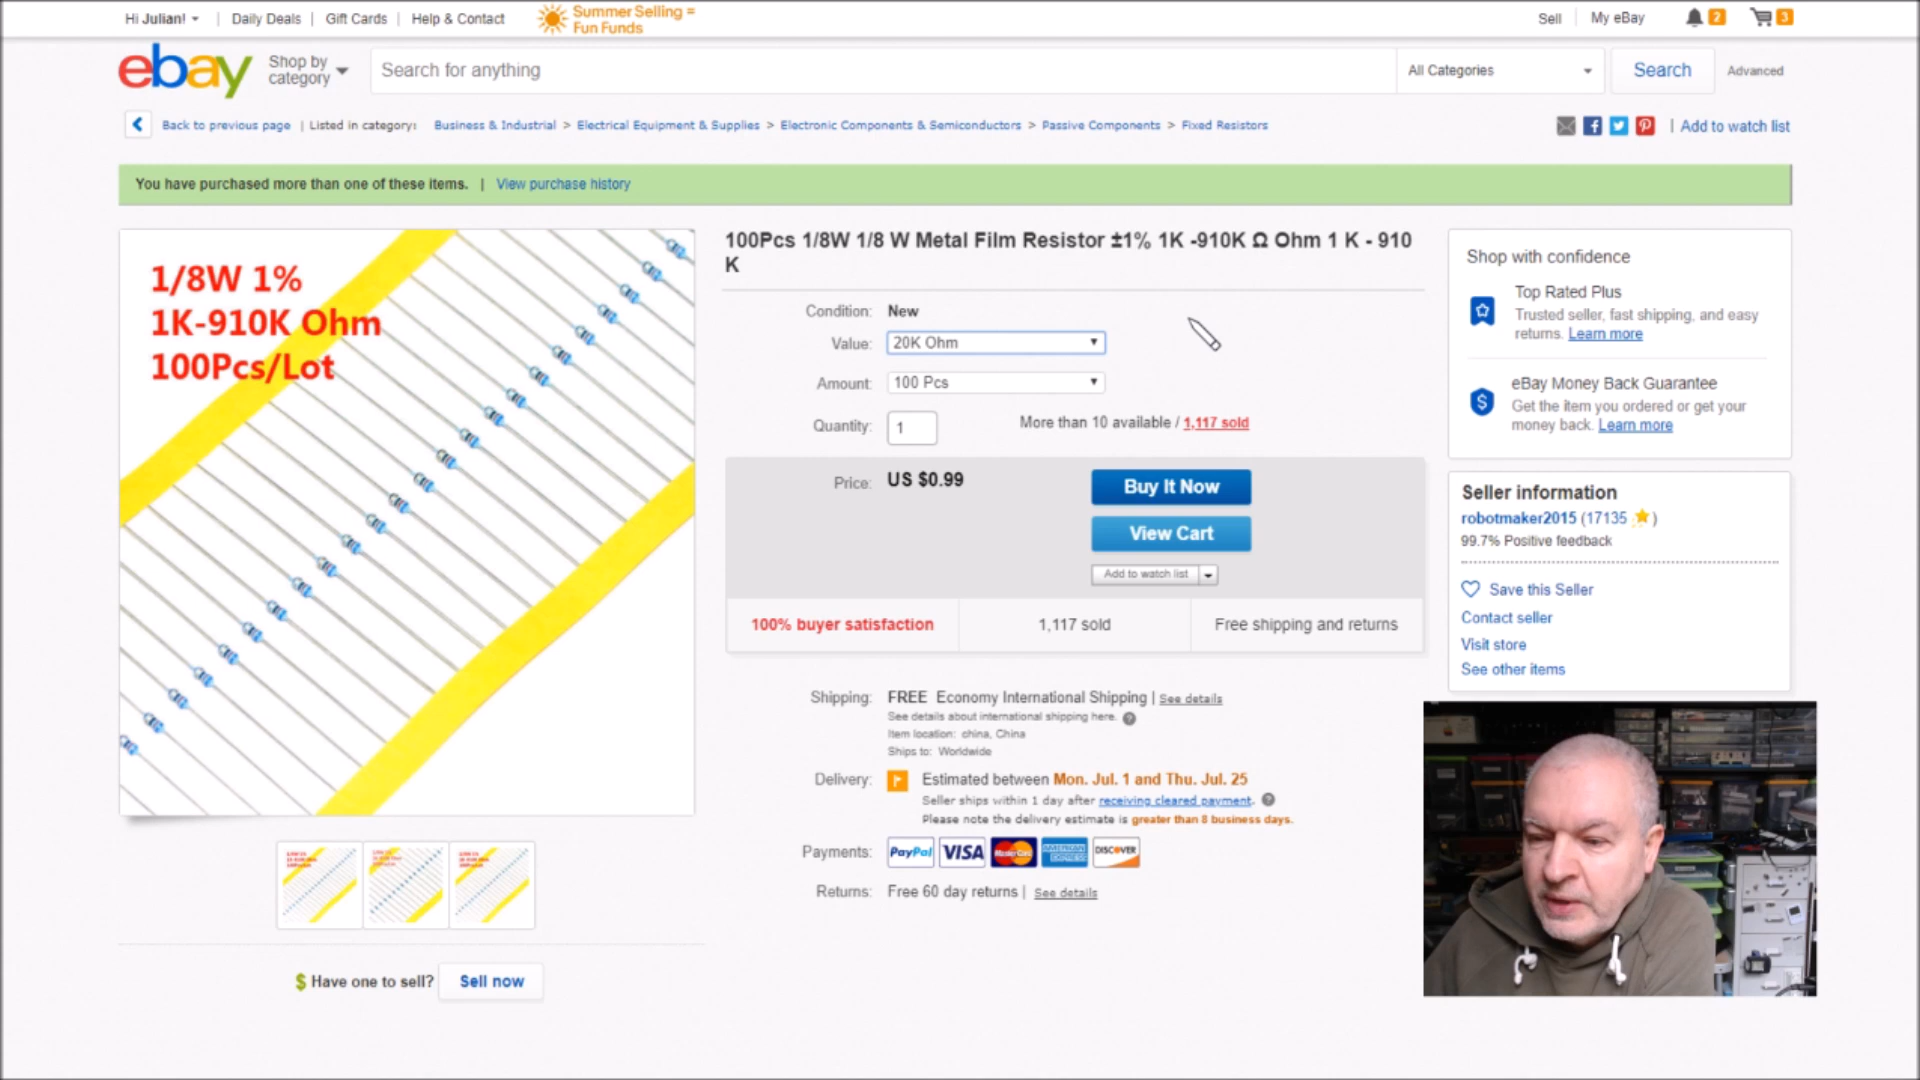 Hi Julian!
Daily Deals
Gift Cards
Help & Contact
Summer Selling =
Fun Funds
Sell
My eBay
2
3
ebay
Shop by
category
Search for anything
All Categories
Search
Advanced
Back to previous page | Listed in category:
Business & Industrial > Electrical Equipment & Supplies > Electronic Components & Semiconductors > Passive Components > Fixed Resistors
| Add to watch list
You have purchased more than one of these items. | View purchase history
1/8W 1%
1K-910K Ohm
100Pcs/Lot
100Pcs 1/8W 1/8 W Metal Film Resistor ±1% 1K -910K Ω Ohm 1 K - 910
K
Condition: New
Value: 20K Ohm
Amount: 100 Pcs
Quantity: 1
More than 10 available / 1,117 sold
Price: US $0.99
Buy It Now
View Cart
Add to watch list
100% buyer satisfaction
1,117 sold
Free shipping and returns
Shipping: FREE Economy International Shipping | See details
See details about international shipping here.
Item location: china, China
Ships to: Worldwide
Delivery: Estimated between Mon. Jul. 1 and Thu. Jul. 25
Seller ships within 1 day after receiving cleared payment.
Please note the delivery estimate is greater than 8 business days.
Payments: PayPal VISA MasterCard AMERICAN EXPRESS DISCOVER
Returns: Free 60 day returns | See details
Shop with confidence
Top Rated Plus
Trusted seller, fast shipping, and easy
returns. Learn more
eBay Money Back Guarantee
Get the item you ordered or get your
money back. Learn more
Seller information
robotmaker2015 (17135 )
99.7% Positive feedback
Save this Seller
Contact seller
Visit store
See other items
$ Have one to sell? Sell now